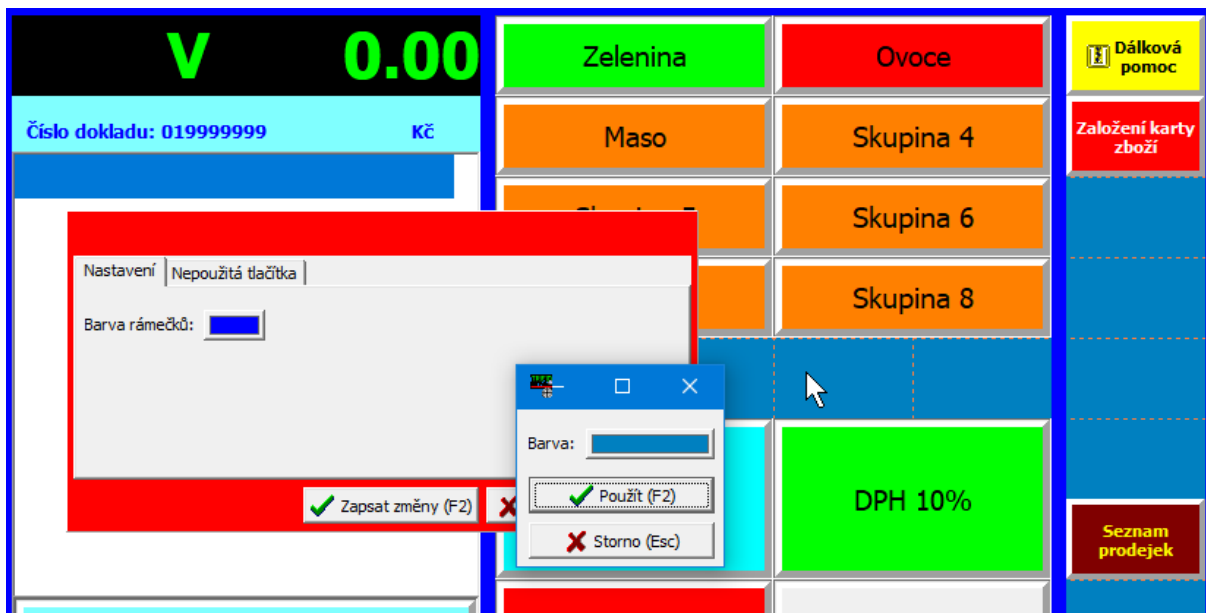 V 0.00
Číslo dokladu: 019999999 Kč
Zelenina
Ovoce
Maso
Skupina 4
Skupina 6
Skupina 8
DPH 10%
Dálková
pomoc
Založení karty
zboží
Seznam
prodejek
Nastavení
Nepoužitá tlačítka
Barva rámečků:
Zapsat změny (F2)
Barva:
Použít (F2)
Storno (Esc)